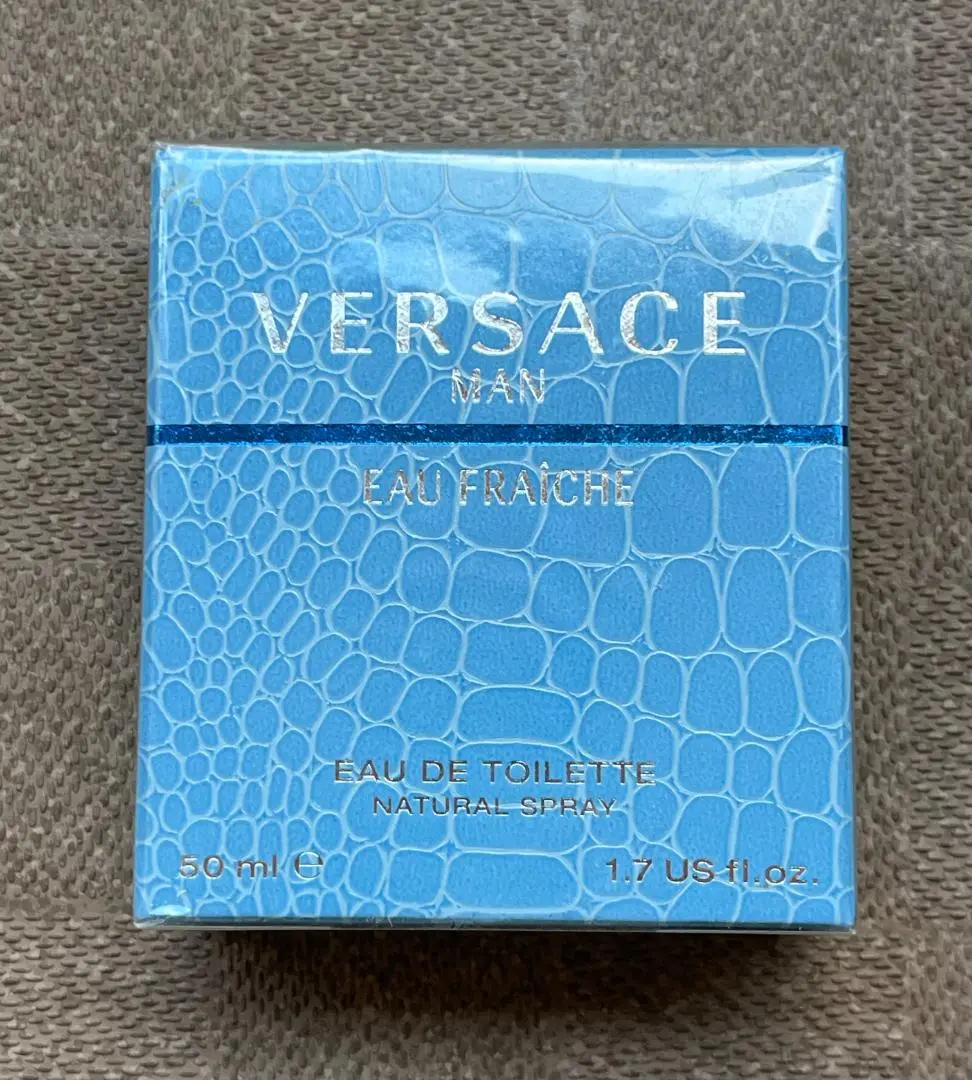 VERSACE
MAN
EAU FRAÎCHE
EAU DE TOILETTE
NATURAL SPRAY
50 ml ℮
1.7 US fl.oz.